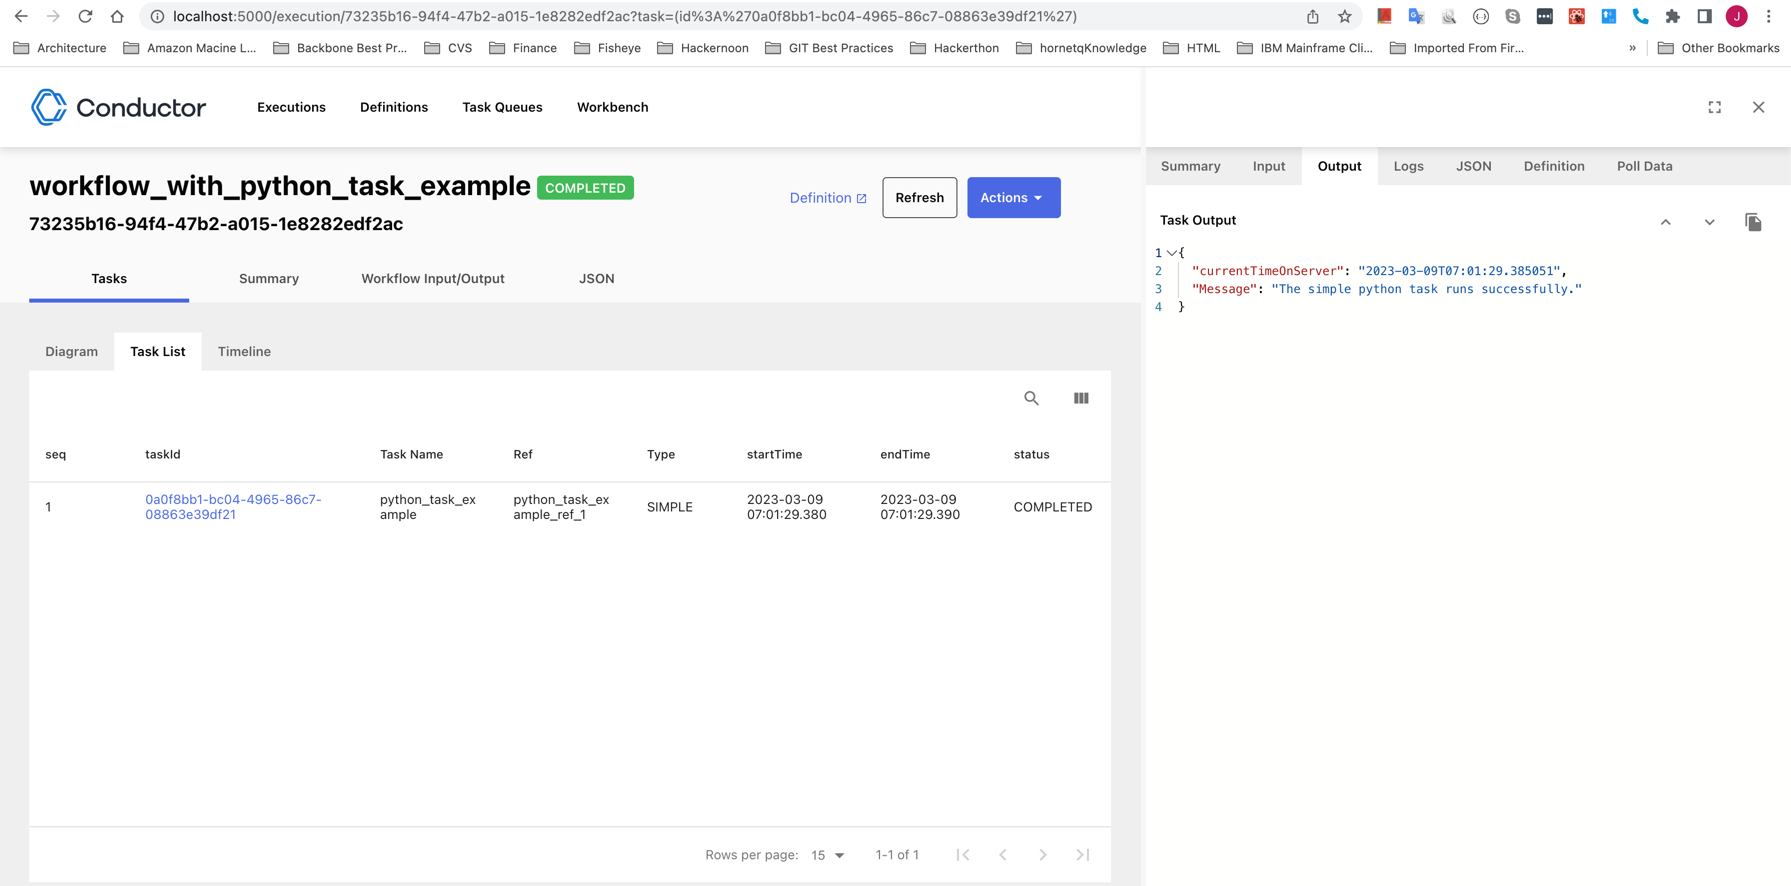 localhost:5000/execution/73235b16-94f4-47b2-a015-1e8282edf2ac?task=(id%3A%270a0f8bb1-bc04-4965-86c7-08863e39df21%27)
J
Architecture Amazon Macine L... Backbone Best Pr... CVS Finance Fisheye Hackernoon GIT Best Practices Hackerthon hornetqKnowledge HTML IBM Mainframe Cli... Imported From Fir... » Other Bookmarks
Conductor Executions Definitions Task Queues Workbench
workflow_with_python_task_example COMPLETED
73235b16-94f4-47b2-a015-1e8282edf2ac
Definition Refresh Actions
Tasks Summary Workflow Input/Output JSON
Diagram Task List Timeline
seq taskId Task Name Ref Type startTime endTime status
1 0a0f8bb1-bc04-4965-86c7-08863e39df21 python_task_example python_task_example_ref_1 SIMPLE 2023-03-09 07:01:29.380 2023-03-09 07:01:29.390 COMPLETED
Rows per page: 15 1-1 of 1
Summary Input Output Logs JSON Definition Poll Data
Task Output
1 {
2 "currentTimeOnServer": "2023-03-09T07:01:29.385051",
3 "Message": "The simple python task runs successfully."
4 }